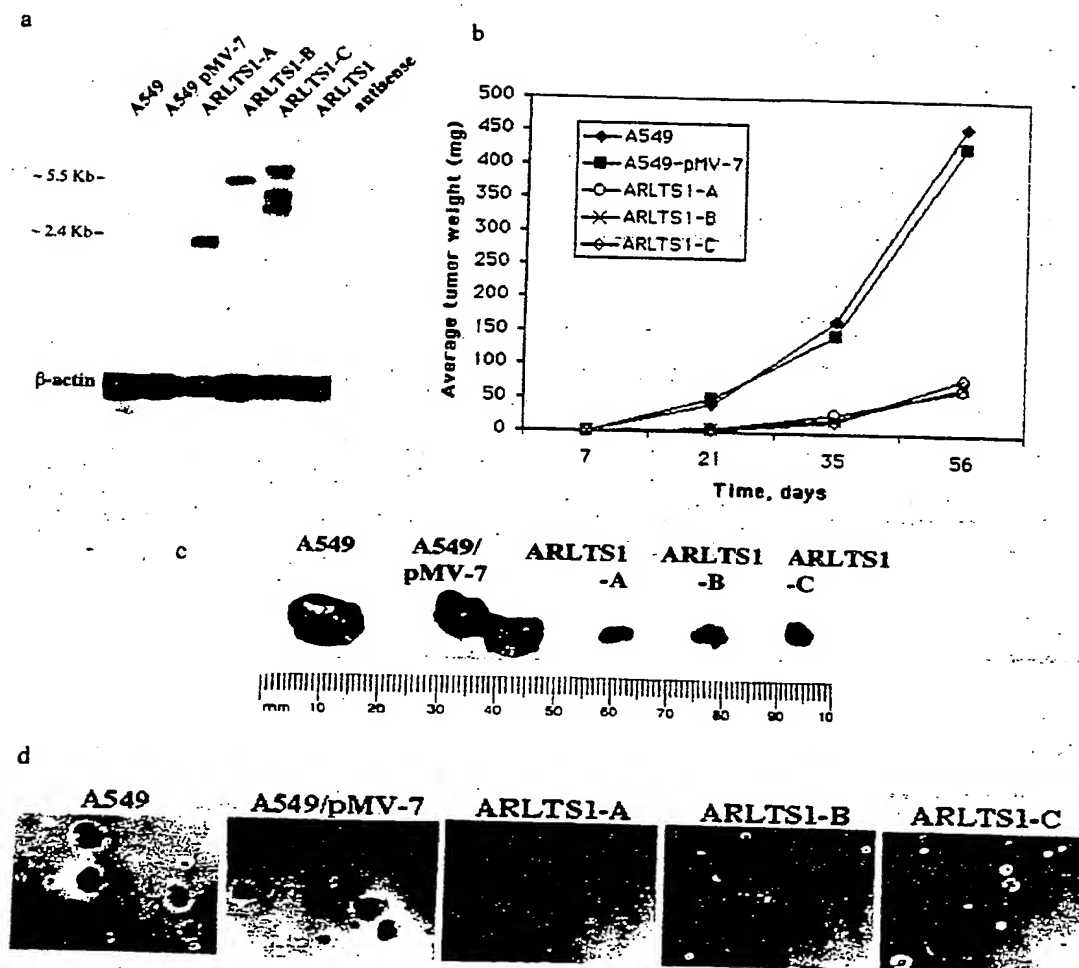 a
A549
A549 pMV-7
ARLTS1-A
ARLTS1-B
ARLTS1-C
ARLTS1
antisense
~ 5.5 Kb-
~ 2.4 Kb-
β-actin
b
500
450
400
350
300
250
200
150
100
50
0
Average tumor weight (mg)
A549
A549-pMV-7
ARLTS1-A
ARLTS1-B
ARLTS1-C
7 21 35 56
Time, days
c
A549
A549/
pMV-7
ARLTS1
-A
ARLTS1
-B
ARLTS1
-C
mm 10 20 30 40 50 60 70 80 90 10
d
A549
A549/pMV-7
ARLTS1-A
ARLTS1-B
ARLTS1-C